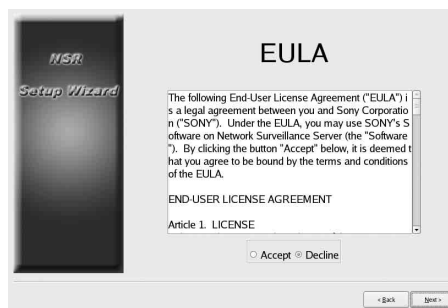 NSR
Setup Wizard
EULA
The following End-User License Agreement ("EULA") i
s a legal agreement between you and Sony Corporatio
n ("SONY"). Under the EULA, you may use SONY's S
oftware on Network Surveillance Server (the "Software
"). By clicking the button "Accept" below, it is deemed t
hat you agree to be bound by the terms and conditions
of the EULA.
END-USER LICENSE AGREEMENT
Article 1. LICENSE
Accept Decline
< Back Next >